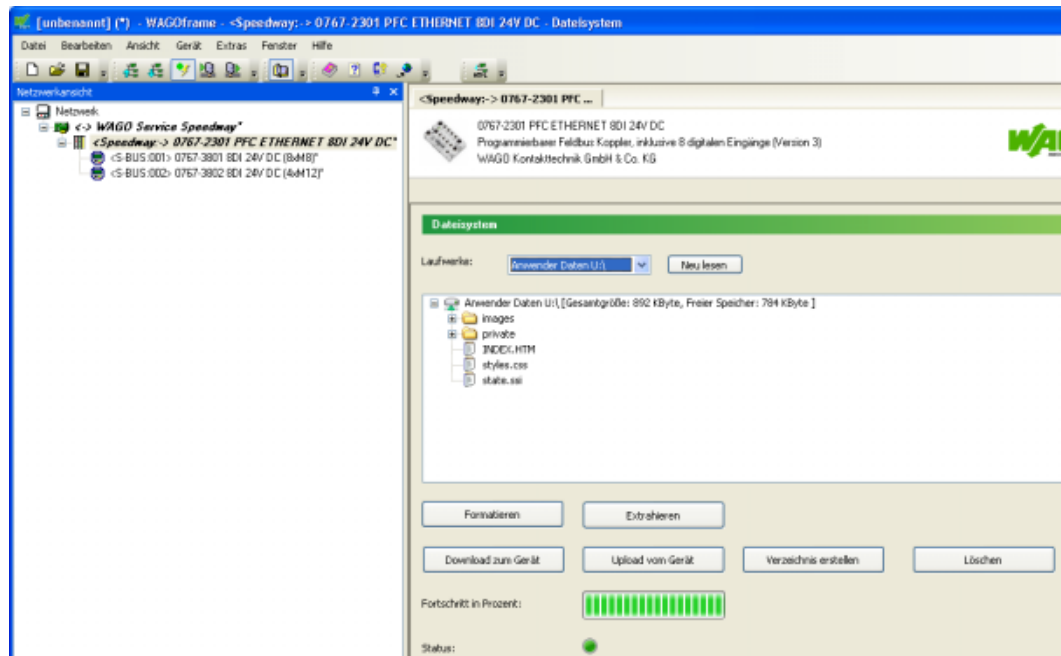 [unbenannt] (*) - WAGOframe - <Speedway:-> 0767-2301 PFC ETHERNET 8DI 24V DC - Dateisystem
Datei Bearbeiten Ansicht Gerät Extras Fenster Hilfe
Netzwerkansicht
Netzwerk
<-> WAGO Service Speedway*
<Speedway:-> 0767-2301 PFC ETHERNET 8DI 24V DC*
<S-BUS:001> 0767-3801 8DI 24V DC (8xM8)*
<S-BUS:002> 0767-3802 8DI 24V DC (4xM12)*
<Speedway:-> 0767-2301 PFC ...
0767-2301 PFC ETHERNET 8DI 24V DC
Programmierbarer Feldbus Koppler, inklusive 8 digitalen Eingänge (Version 3)
WAGO Kontakttechnik GmbH & Co. KG
Dateisystem
Laufwerke:
Anwender Daten U:\
Neu lesen
Anwender Daten U:\ [Gesamtgröße: 892 KByte, Freier Speicher: 784 KByte ]
images
private
INDEX.HTM
styles.css
state.ssi
Formatieren
Extrahieren
Download zum Gerät
Upload vom Gerät
Verzeichnis erstellen
Löschen
Fortschritt in Prozent:
Status: